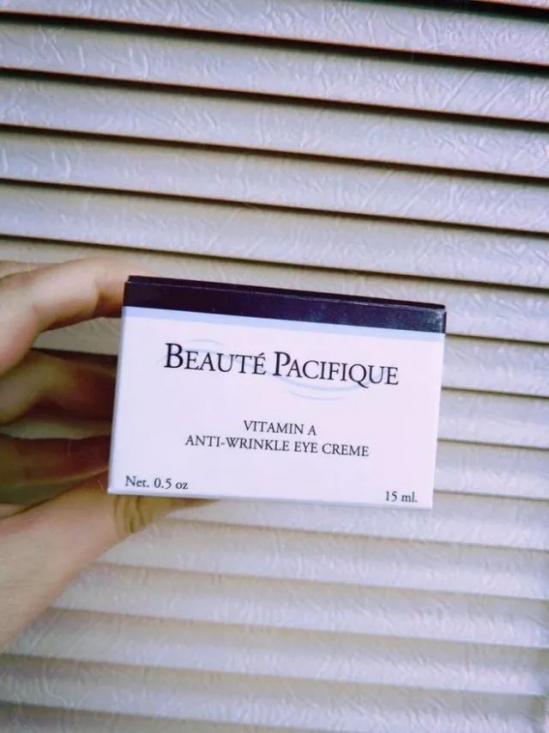 BEAUTÉ PACIFIQUE
VITAMIN A
ANTI-WRINKLE EYE CREME
Net. 0.5 oz
15 ml.